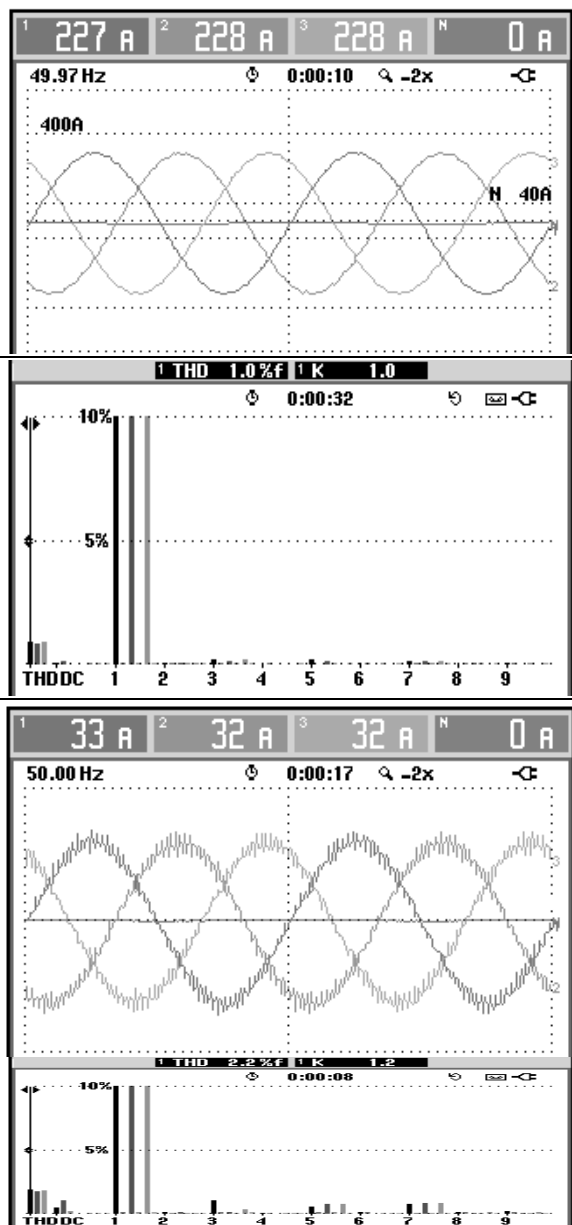 1 227 A 2 228 A 3 228 A N 0 A
49.97 Hz 0:00:10 -2x
400A
3
N 40A
N
2
1 THD 1.0 %f 1 K 1.0
0:00:32
10%
5%
THD DC 1 2 3 4 5 6 7 8 9
1 33 A 2 32 A 3 32 A N 0 A
50.00 Hz 0:00:17 -2x
3
N
2
1 THD 2.2 %f 1 K 1.2
0:00:08
10%
5%
THD DC 1 2 3 4 5 6 7 8 9